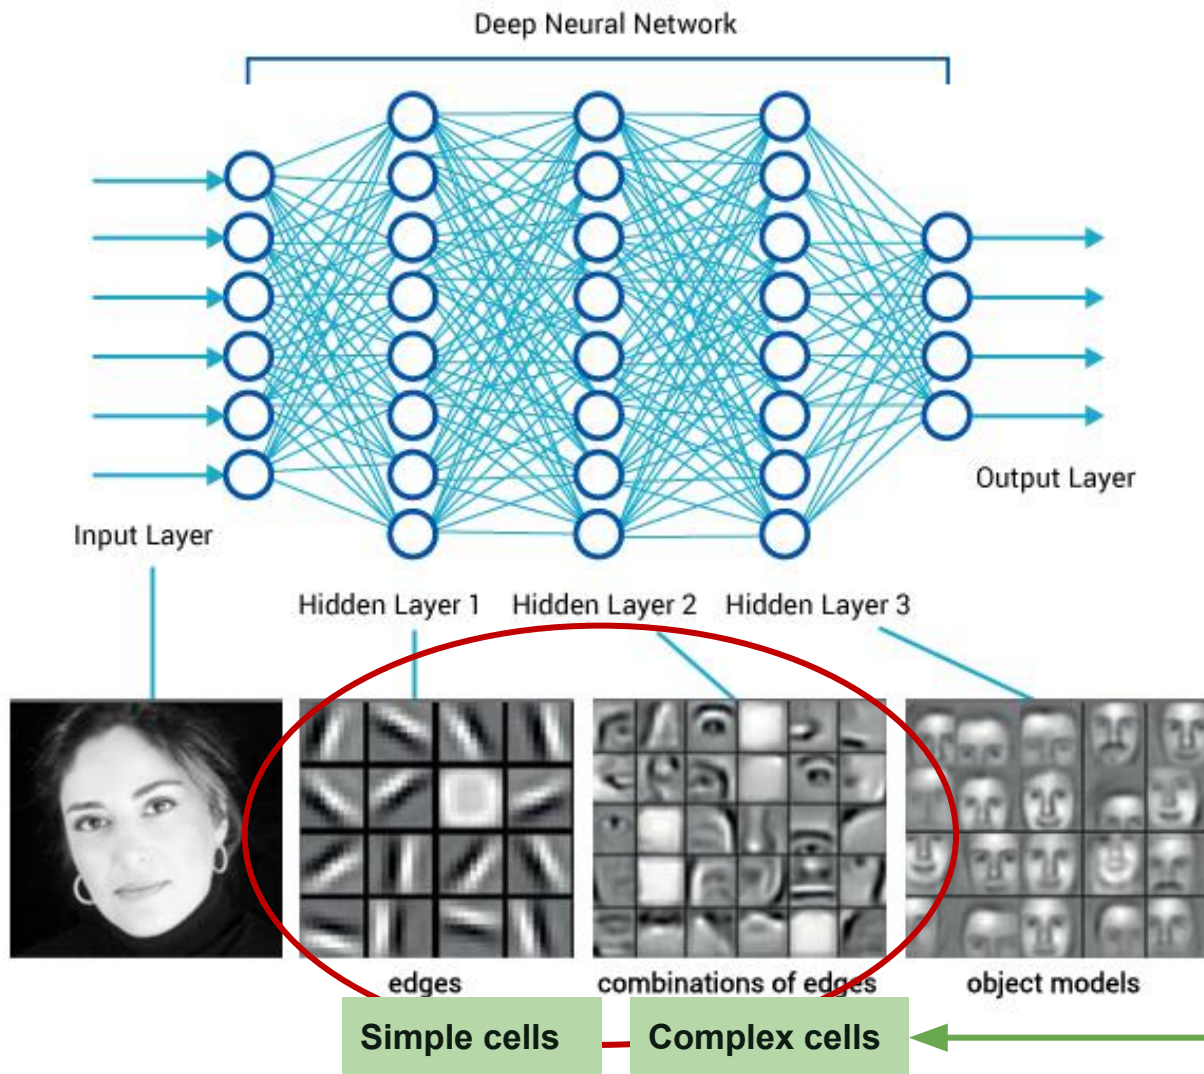 Deep Neural Network
Output Layer
Input Layer
Hidden Layer 1 Hidden Layer 2 Hidden Layer 3
edges combinations of edges object models
Simple cells Complex cells